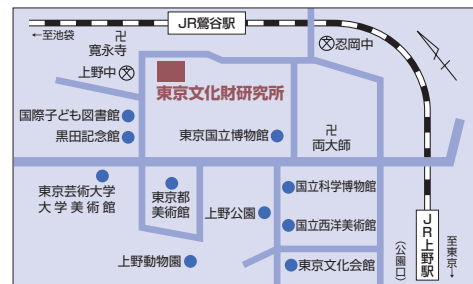 JR鶯谷駅
←至池袋
卍
寛永寺
上野中
文
文
忍岡中
東京文化財研究所
国際子ども図書館
黒田記念館
東京国立博物館
卍
両大師
東京芸術大学
大学美術館
東京都
美術館
上野公園
国立科学博物館
国立西洋美術館
上野動物園
東京文化会館
JR上野駅
(公園口)
至東京→